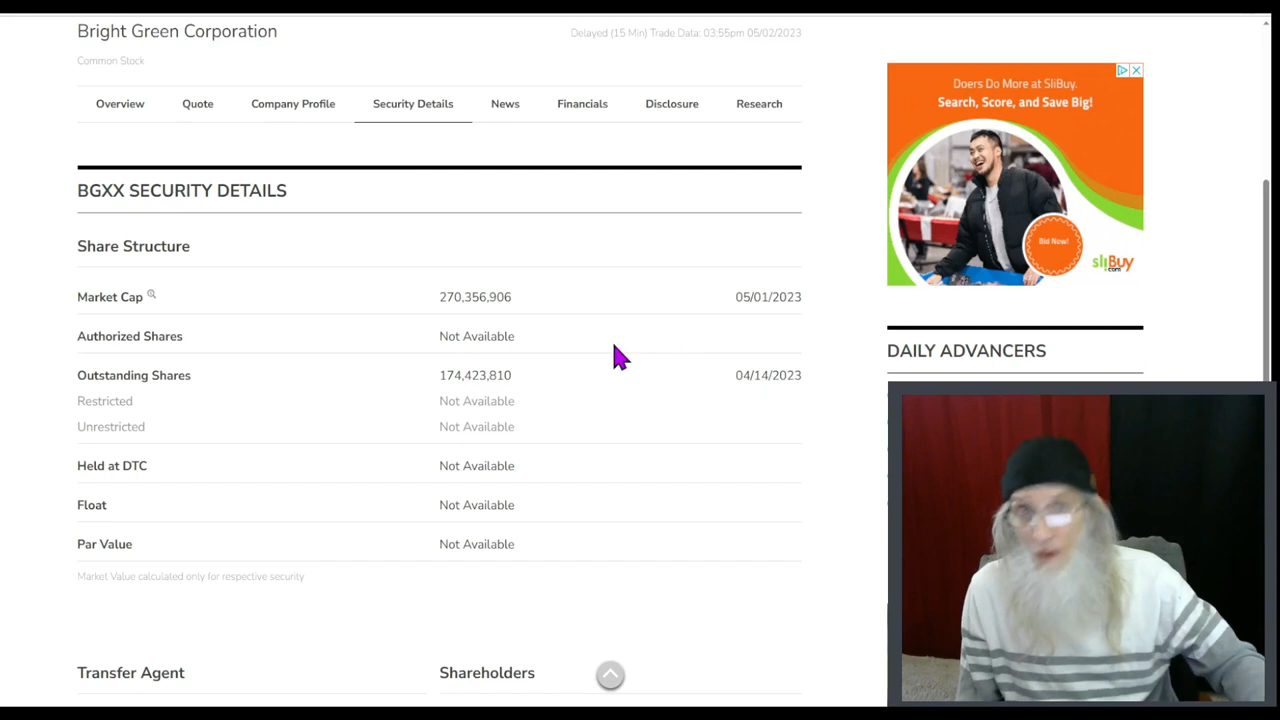 Bright Green Corporation
Delayed (15 Min) Trade Data: 03:55pm 05/02/2023
Common Stock
Overview Quote Company Profile Security Details News Financials Disclosure Research
BGXX SECURITY DETAILS
Share Structure
Market Cap 270,356,906 05/01/2023
Authorized Shares Not Available
Outstanding Shares 174,423,810 04/14/2023
Restricted Not Available
Unrestricted Not Available
Held at DTC Not Available
Float Not Available
Par Value Not Available
Market Value calculated only for respective security
Transfer Agent Shareholders
Doers Do More at SliBuy.
Search, Score, and Save Big!
Bid Now!
sliBuy
.com
DAILY ADVANCERS